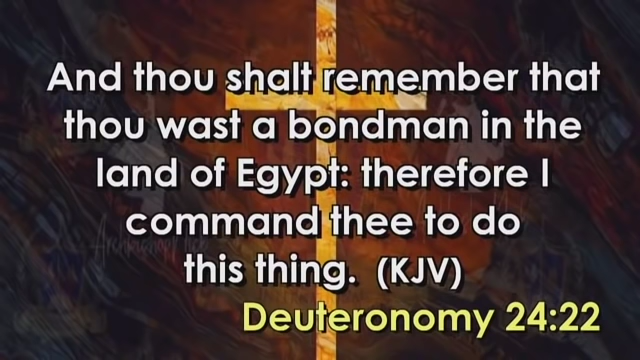 And thou shalt remember that
thou wast a bondman in the
land of Egypt: therefore I
command thee to do
this thing. (KJV)
Deuteronomy 24:22